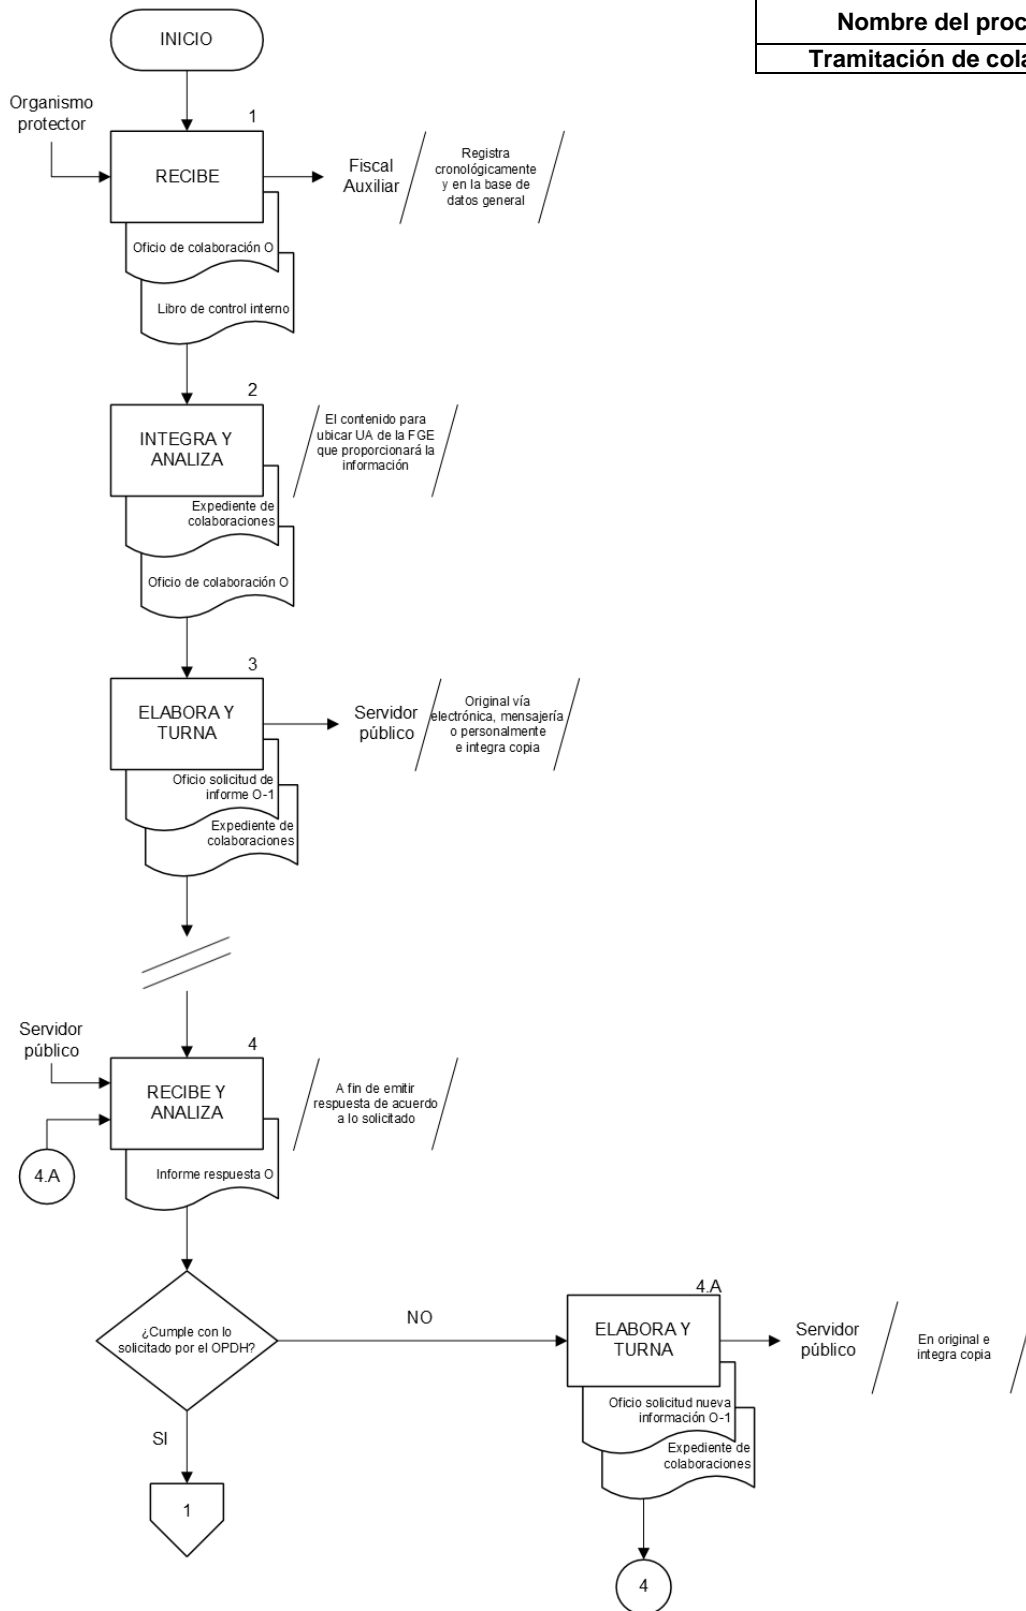 Nombre del proc
Tramitación de cola
INICIO
Organismo
protector
1
RECIBE
Fiscal
Auxiliar
Registra
cronológicamente
y en la base de
datos general
Oficio de colaboración O
Libro de control interno
2
INTEGRA Y
ANALIZA
El contenido para
ubicar UA de la FGE
que proporcionará la
información
Expediente de
colaboraciones
Oficio de colaboración O
3
ELABORA Y
TURNA
Servidor
público
Original vía
electrónica, mensajería
o personalmente
e integra copia
Oficio solicitud de
informe O-1
Expediente de
colaboraciones
Servidor
público
4
RECIBE Y
ANALIZA
A fin de emitir
respuesta de acuerdo
a lo solicitado
4.A
Informe respuesta O
¿Cumple con lo
solicitado por el OPDH?
NO
4.A
ELABORA Y
TURNA
Servidor
público
En original e
integra copia
Oficio solicitud nueva
información O-1
Expediente de
colaboraciones
SI
1
4